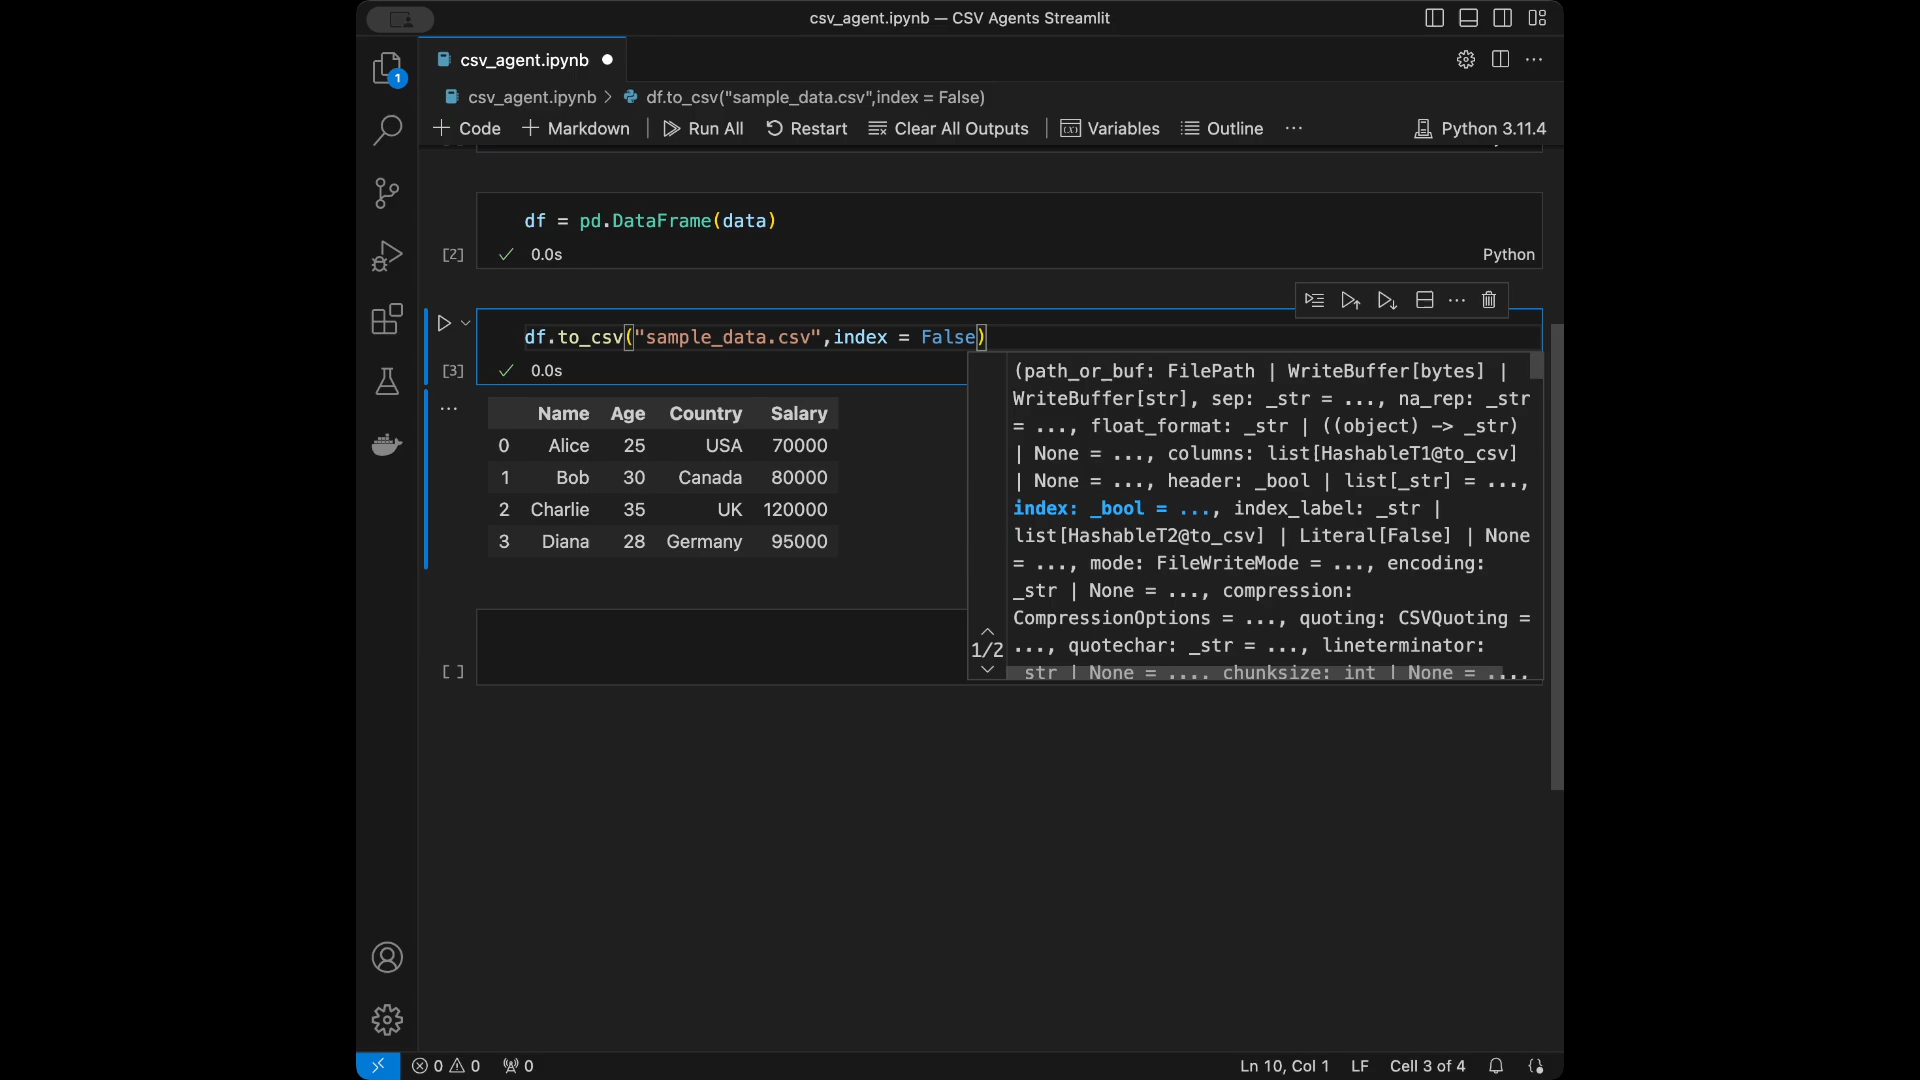 csv_agent.ipynb — CSV Agents Streamlit
csv_agent.ipynb
1
csv_agent.ipynb > df.to_csv("sample_data.csv",index = False)
+ Code + Markdown Run All Restart Clear All Outputs Variables Outline ... Python 3.11.4
df = pd.DataFrame(data)
[2] 0.0s Python
df.to_csv("sample_data.csv",index = False)
[3] 0.0s
Name Age Country Salary
0 Alice 25 USA 70000
1 Bob 30 Canada 80000
2 Charlie 35 UK 120000
3 Diana 28 Germany 95000
(path_or_buf: FilePath | WriteBuffer[bytes] |
WriteBuffer[str], sep: _str = ..., na_rep: _str
= ..., float_format: _str | ((object) -> _str)
| None = ..., columns: list[HashableT1@to_csv]
| None = ..., header: _bool | list[_str] = ...,
index: _bool = ..., index_label: _str |
list[HashableT2@to_csv] | Literal[False] | None
= ..., mode: FileWriteMode = ..., encoding:
_str | None = ..., compression:
CompressionOptions = ..., quoting: CSVQuoting =
..., quotechar: _str = ..., lineterminator:
_str | None = ..., chunksize: int | None = ...,
1/2
[ ]
0 0 0 Ln 10, Col 1 LF Cell 3 of 4